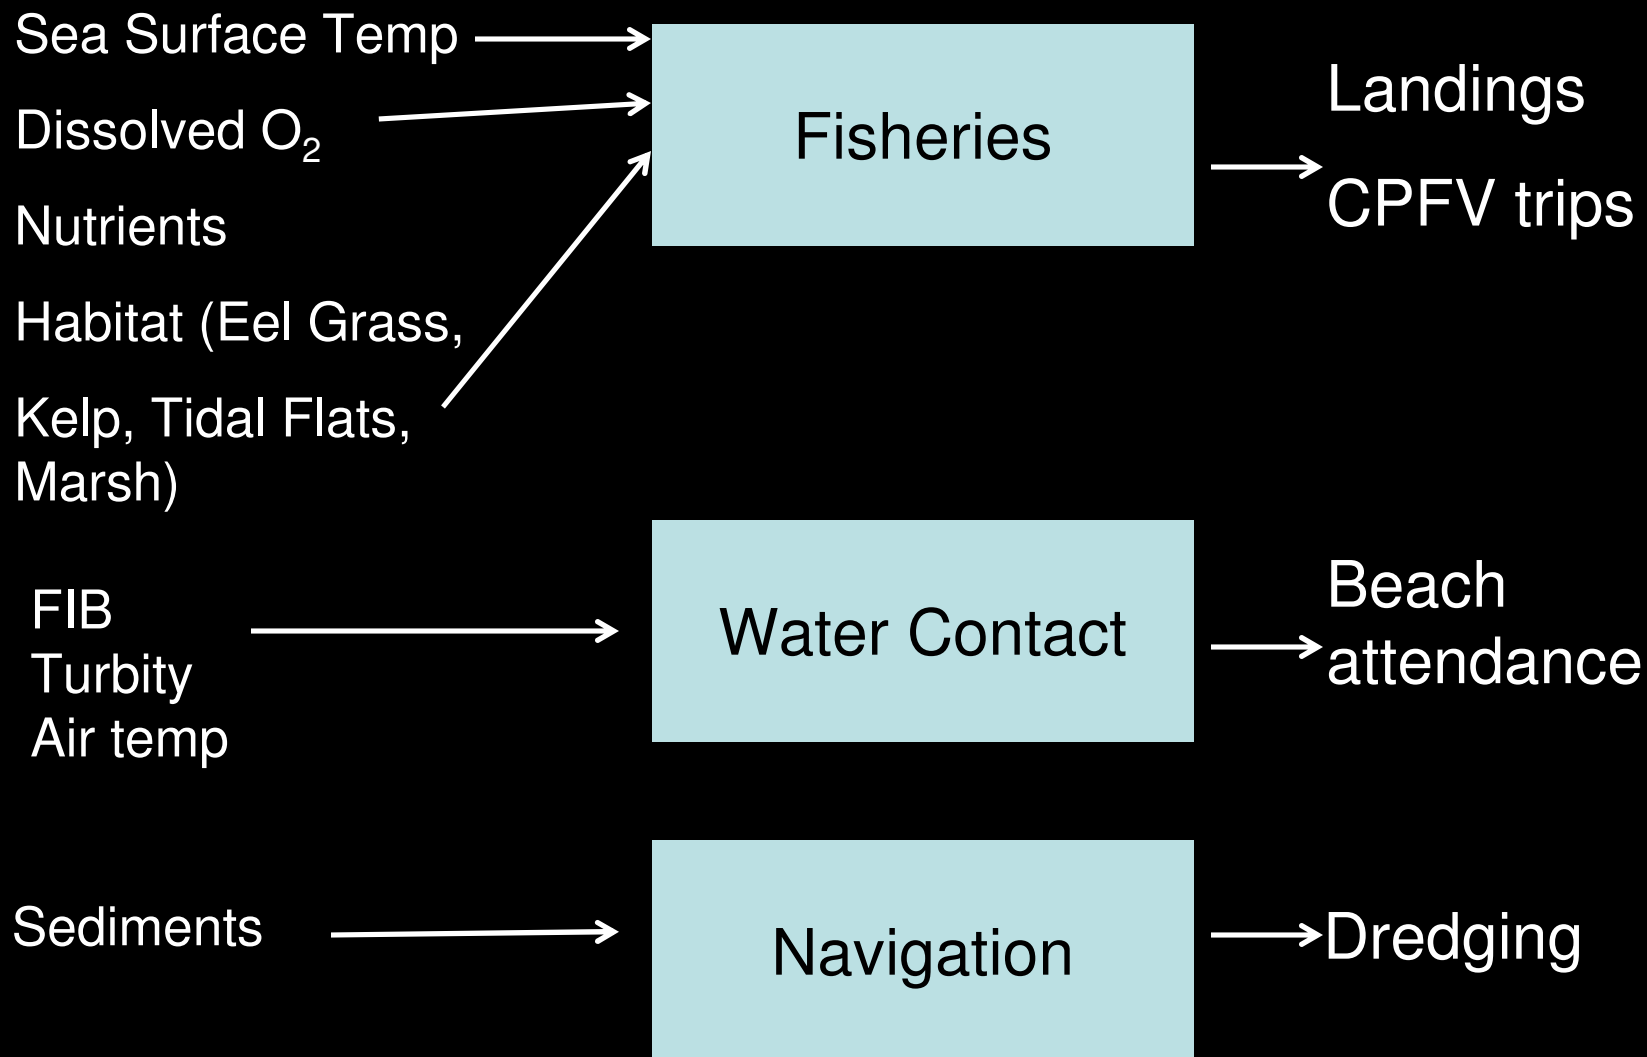 Sea Surface Temp
Dissolved O₂
Nutrients
Habitat (Eel Grass,
Kelp, Tidal Flats,
Marsh)
Fisheries
Landings
CPFV trips
FIB
Turbity
Air temp
Water Contact
Beach
attendance
Sediments
Navigation
Dredging